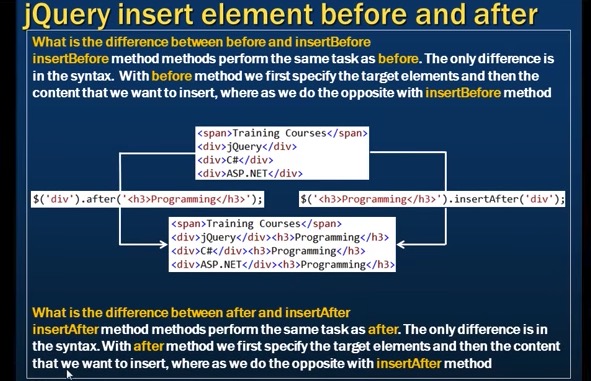 jQuery insert element before and after
What is the difference between before and insertBefore
insertBefore method methods perform the same task as before. The only difference is
in the syntax. With before method we first specify the target elements and then the
content that we want to insert, where as we do the opposite with insertBefore method
<span>Training Courses</span>
<div>jQuery</div>
<div>C#</div>
<div>ASP.NET</div>
$('div').after('<h3>Programming</h3>');
$('<h3>Programming</h3>').insertAfter('div');
<span>Training Courses</span>
<div>jQuery</div><h3>Programming</h3>
<div>C#</div><h3>Programming</h3>
<div>ASP.NET</div><h3>Programming</h3>
What is the difference between after and insertAfter
insertAfter method methods perform the same task as after. The only difference is in
the syntax. With after method we first specify the target elements and then the content
that we want to insert, where as we do the opposite with insertAfter method